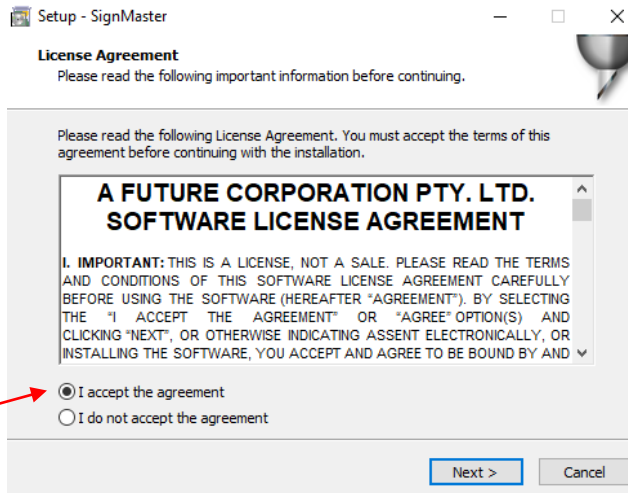 Setup - SignMaster
License Agreement
Please read the following important information before continuing.
Please read the following License Agreement. You must accept the terms of this
agreement before continuing with the installation.
A FUTURE CORPORATION PTY. LTD.
SOFTWARE LICENSE AGREEMENT
I. IMPORTANT: THIS IS A LICENSE, NOT A SALE. PLEASE READ THE TERMS
AND CONDITIONS OF THIS SOFTWARE LICENSE AGREEMENT CAREFULLY
BEFORE USING THE SOFTWARE (HEREAFTER “AGREEMENT”). BY SELECTING
THE “I ACCEPT THE AGREEMENT” OR “AGREE” OPTION(S) AND
CLICKING “NEXT”, OR OTHERWISE INDICATING ASSENT ELECTRONICALLY, OR
INSTALLING THE SOFTWARE, YOU ACCEPT AND AGREE TO BE BOUND BY AND
I accept the agreement
I do not accept the agreement
Next > Cancel